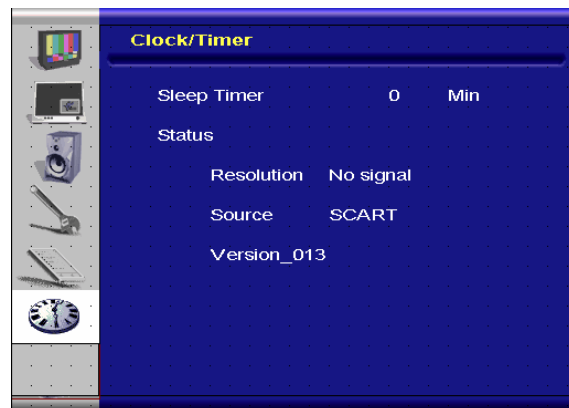 Clock/Timer
Sleep Timer 0 Min
Status
Resolution No signal
Source SCART
Version_013